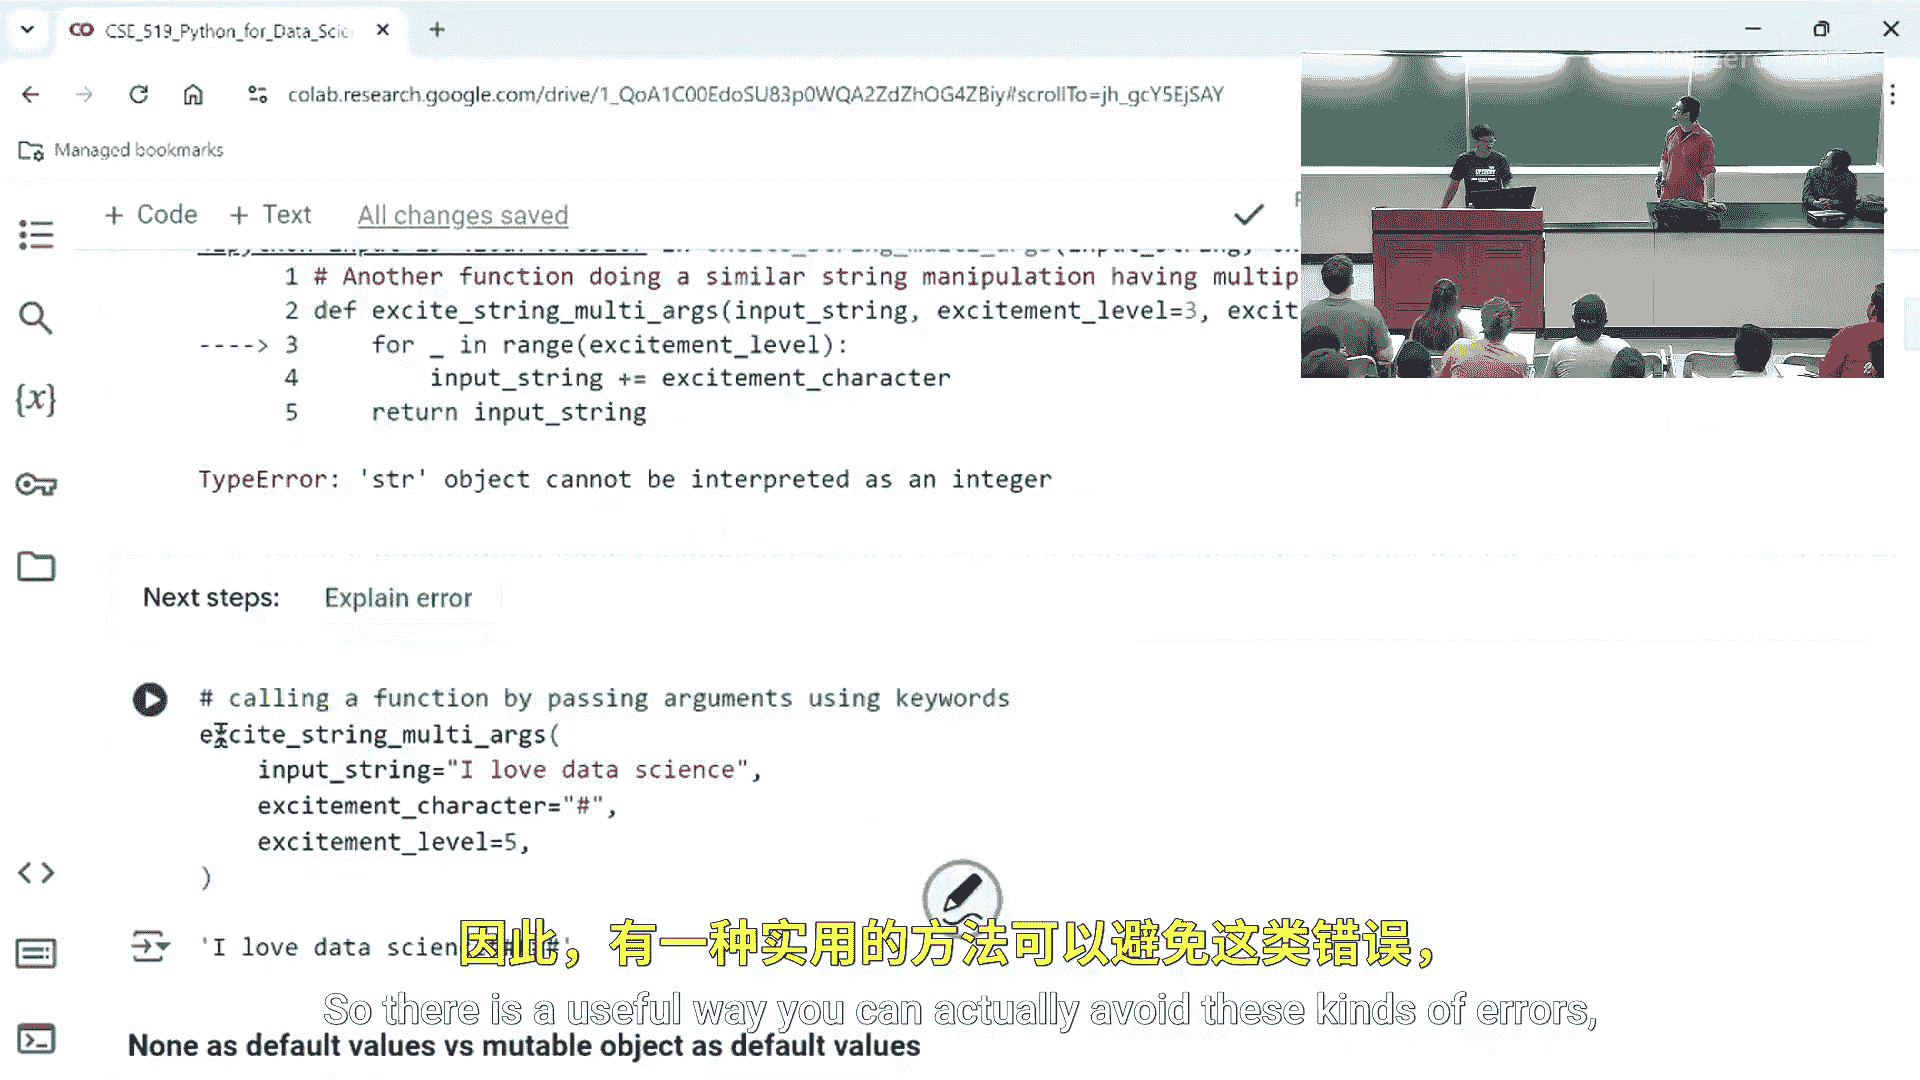 CSE_519_Python_for_Data_Scie
colab.research.google.com/drive/1_QoA1C00EdoSU83p0WQA2ZdZhOG4ZBiy#scrollTo=jh_gcY5EjSAY
Managed bookmarks
+ Code + Text All changes saved
1 # Another function doing a similar string manipulation having multip
2 def excite_string_multi_args(input_string, excitement_level=3, excit
----> 3 for _ in range(excitement_level):
4 input_string += excitement_character
5 return input_string
TypeError: 'str' object cannot be interpreted as an integer
Next steps: Explain error
# calling a function by passing arguments using keywords
excite_string_multi_args(
input_string="I love data science",
excitement_character="#",
excitement_level=5,
)
'I love data scien
因此，有一种实用的方法可以避免这类错误，
So there is a useful way you can actually avoid these kinds of errors,
None as default values vs mutable object as default values